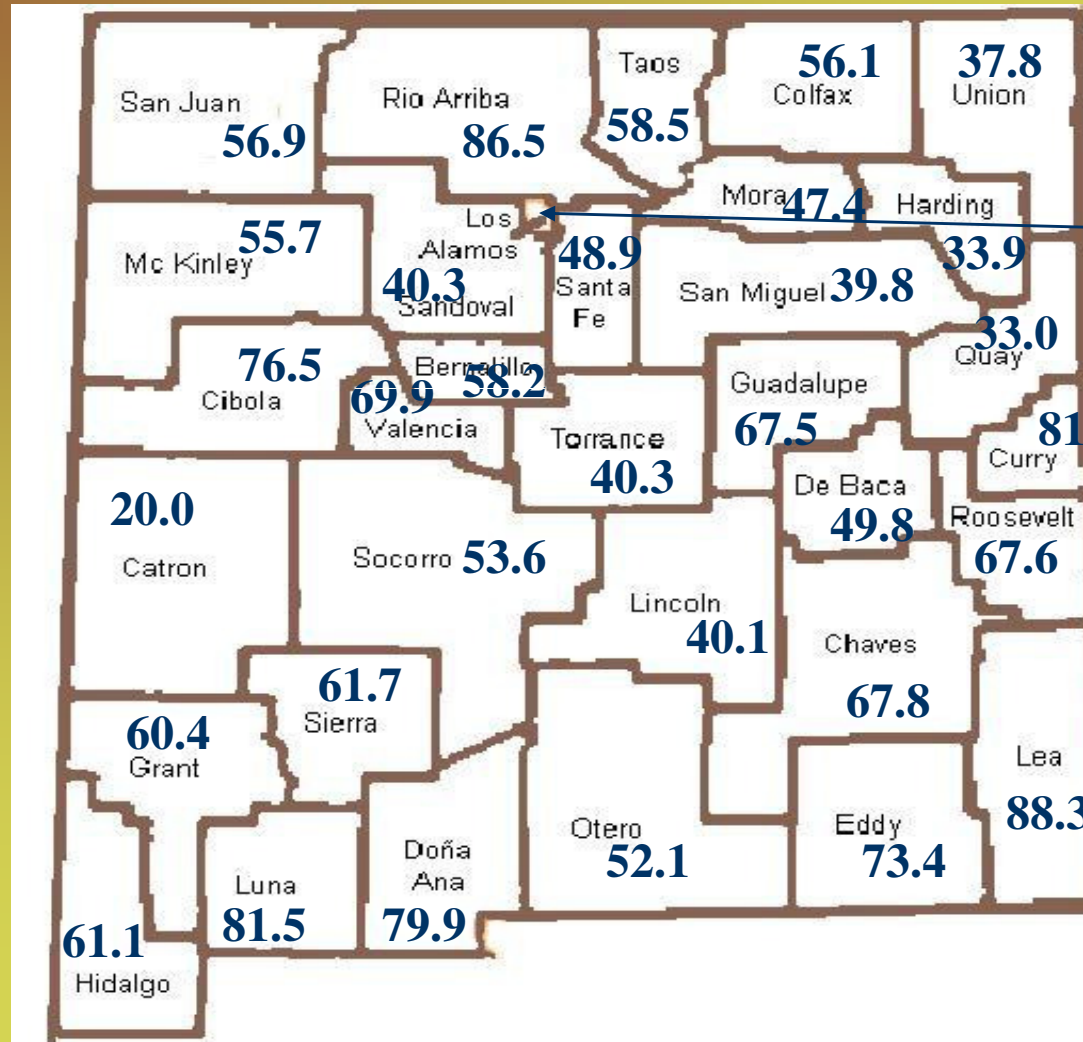 San Juan
56.9
Rio Arriba
86.5
Taos
58.5
56.1
Colfax
37.8
Union
Mc Kinley
55.7
Los
Alamos
40.3
Sandoval
48.9
Santa
Fe
Mora
47.4
Harding
33.9
San Miguel 39.8
33.0
Quay
76.5
Cibola
Bernalillo
58.2
69.9
Valencia
Torrance
40.3
Guadalupe
67.5
81
Curry
De Baca
49.8
Roosevelt
67.6
20.0
Catron
Socorro 53.6
Lincoln
40.1
Chaves
67.8
61.7
Sierra
60.4
Grant
Lea
88.3
Otero
52.1
Eddy
73.4
Doña
Ana
79.9
Luna
81.5
61.1
Hidalgo